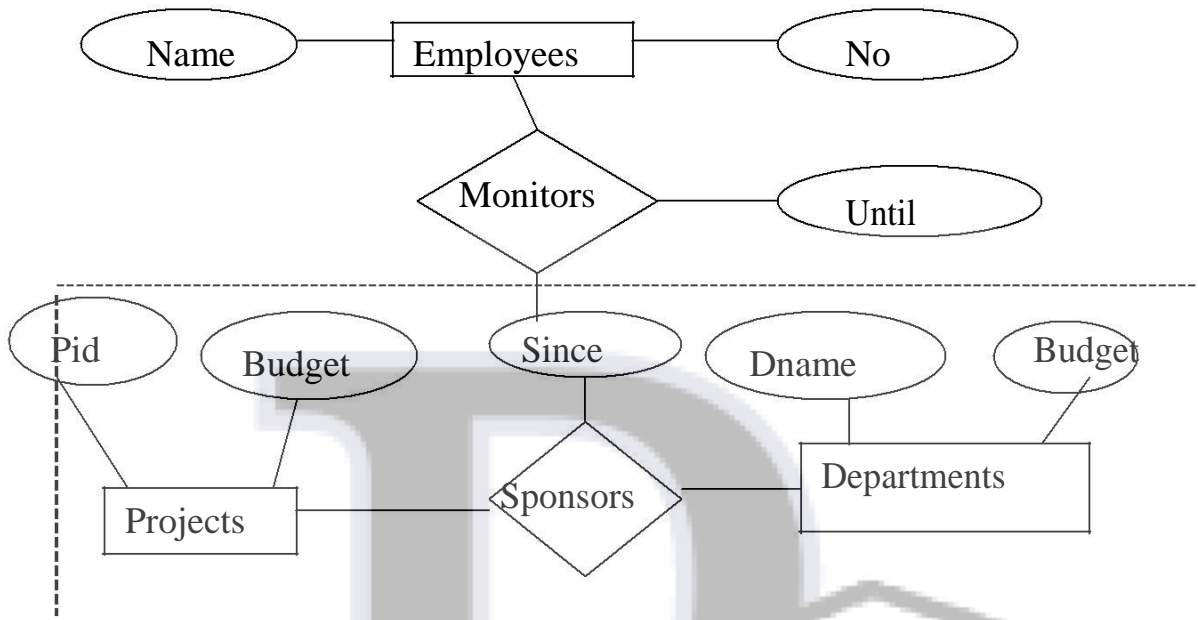 Name
Employees
No
Monitors
Until
Pid
Budget
Since
Dname
Budget
Sponsors
Departments
Projects